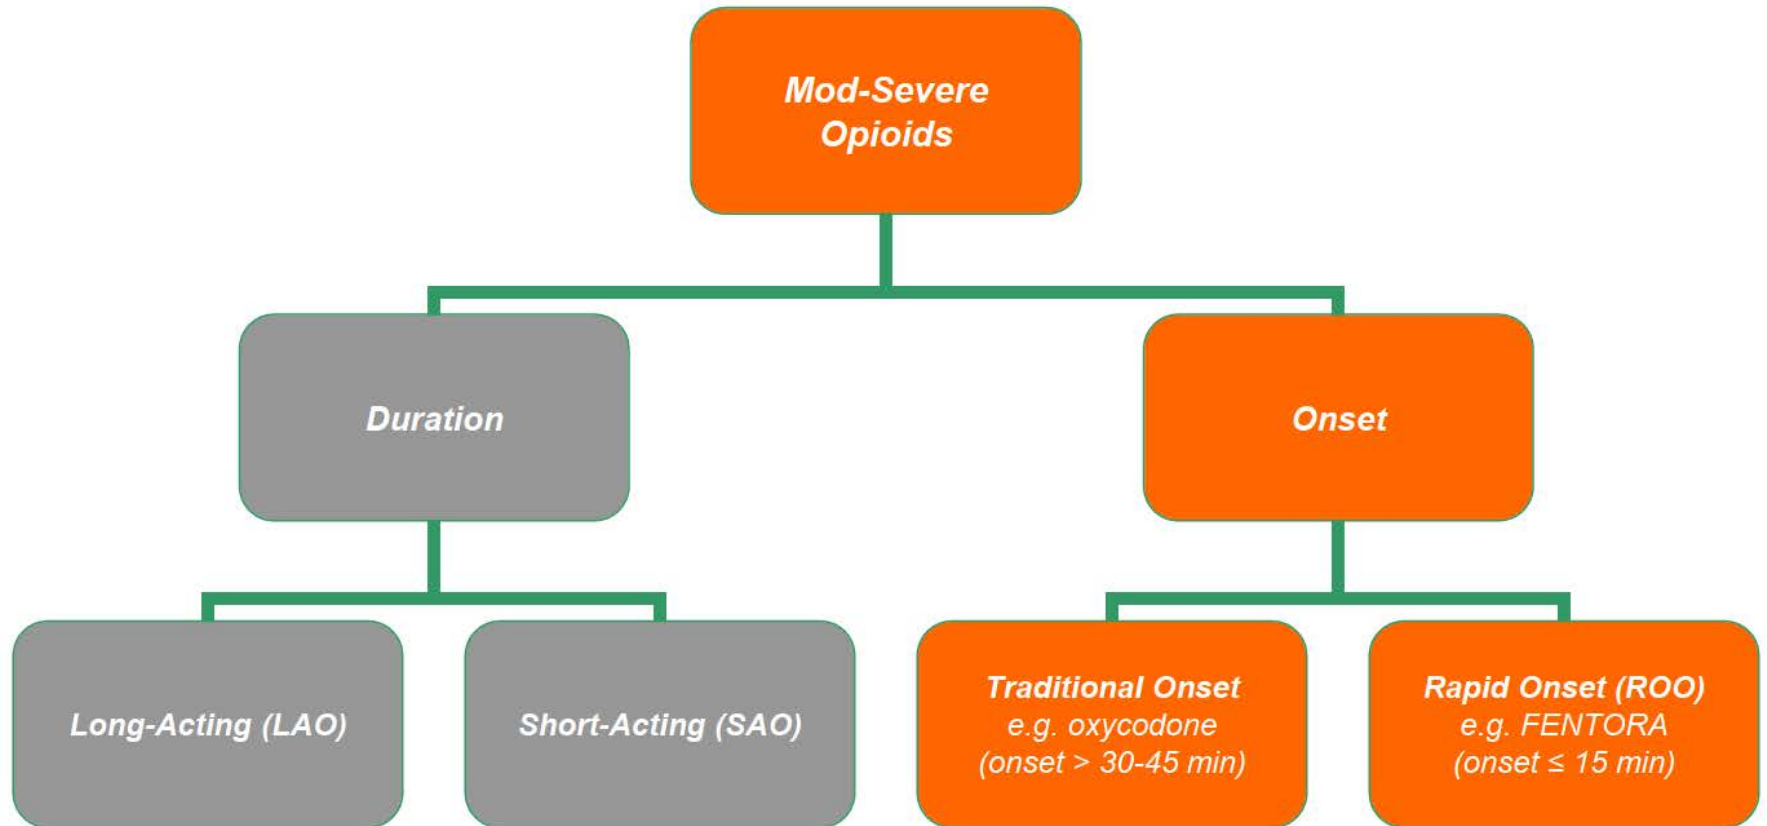 Mod-Severe
Opioids
Duration
Onset
Long-Acting (LAO)
Short-Acting (SAO)
Traditional Onset
e.g. oxycodone
(onset > 30-45 min)
Rapid Onset (ROO)
e.g. FENTORA
(onset ≤ 15 min)